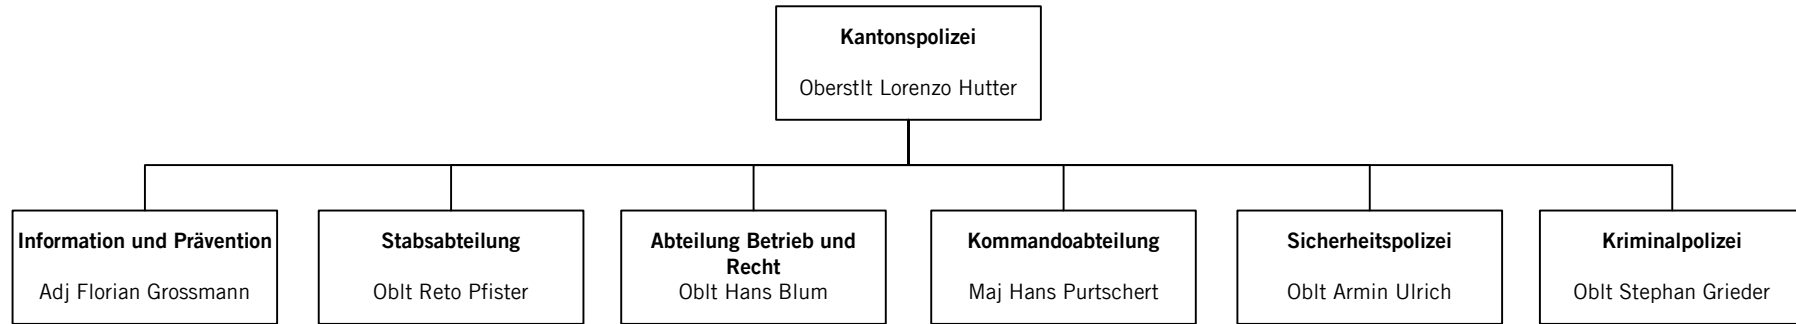 Kantonspolizei
Oberstlt Lorenzo Hutter
Information und Prävention
Adj Florian Grossmann
Stabsabteilung
Oblt Reto Pfister
Abteilung Betrieb und
Recht
Oblt Hans Blum
Kommandoabteilung
Maj Hans Purtschert
Sicherheitspolizei
Oblt Armin Ulrich
Kriminalpolizei
Oblt Stephan Grieder